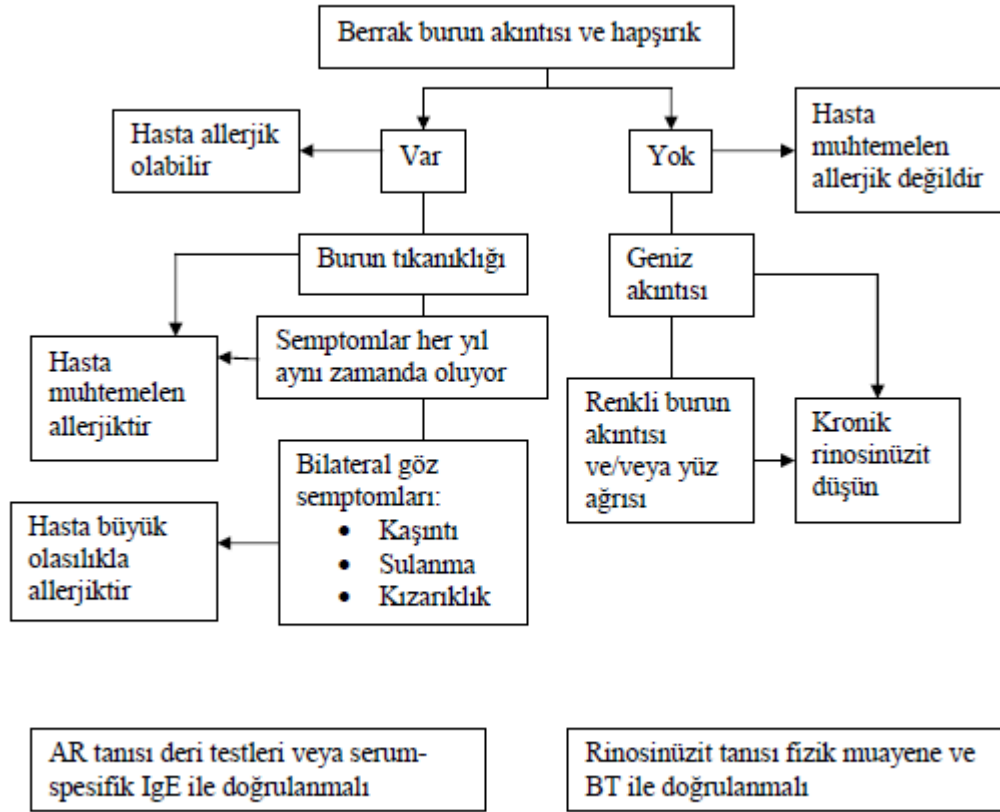 Berrak burun akıntısı ve hapşırık
Hasta allerjik
olabilir
Var
Yok
Hasta
muhtemelen
allerjik değildir
Burun tıkanıklığı
Geniz
akıntısı
Semptomlar her yıl
aynı zamanda oluyor
Hasta
muhtemelen
allerjiktir
Renkli burun
akıntısı
ve/veya yüz
ağrısı
Kronik
rinosinüzit
düşün
Bilateral göz
semptomları:
• Kaşıntı
• Sulanma
• Kızarıklık
Hasta büyük
olasılıkla
allerjiktir
AR tanısı deri testleri veya serum-
spesifik IgE ile doğrulanmalı
Rinosinüzit tanısı fizik muayene ve
BT ile doğrulanmalı